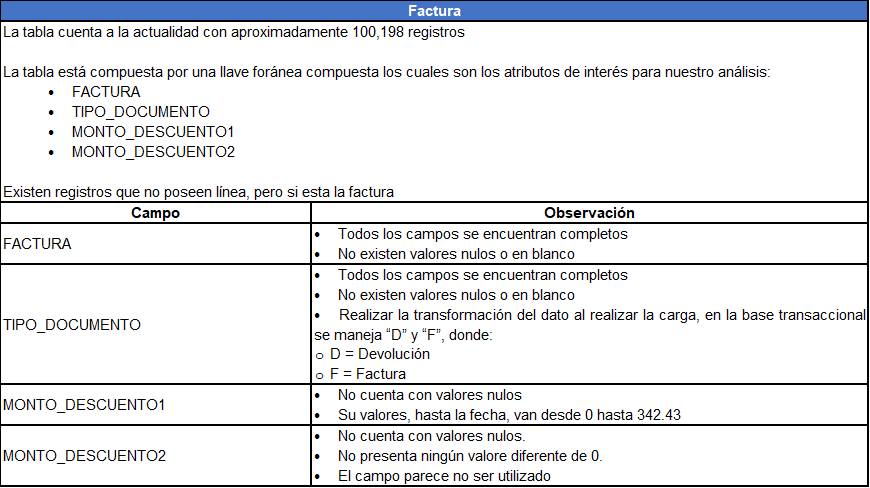 Factura
La tabla cuenta a la actualidad con aproximadamente 100,198 registros
La tabla está compuesta por una llave foránea compuesta los cuales son los atributos de interés para nuestro análisis:
• FACTURA
• TIPO_DOCUMENTO
• MONTO_DESCUENTO1
• MONTO_DESCUENTO2
Existen registros que no poseen línea, pero si esta la factura
Campo Observación
FACTURA
• Todos los campos se encuentran completos
• No existen valores nulos o en blanco
TIPO_DOCUMENTO
• Todos los campos se encuentran completos
• No existen valores nulos o en blanco
• Realizar la transformación del dato al realizar la carga, en la base transaccional
se maneja “D” y “F”, donde:
o D = Devolución
o F = Factura
MONTO_DESCUENTO1
• No cuenta con valores nulos
• Su valores, hasta la fecha, van desde 0 hasta 342.43
MONTO_DESCUENTO2
• No cuenta con valores nulos.
• No presenta ningún valore diferente de 0.
• El campo parece no ser utilizado